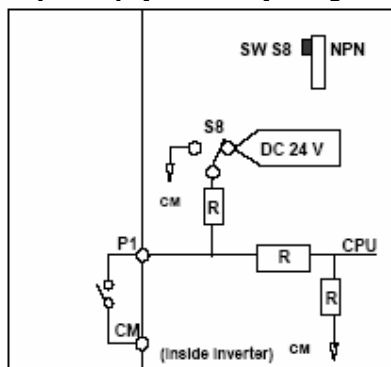 SW S8 NPN
S8
DC 24 V
CM
R
P1
R CPU
R
CM
(Inside Inverter) CM